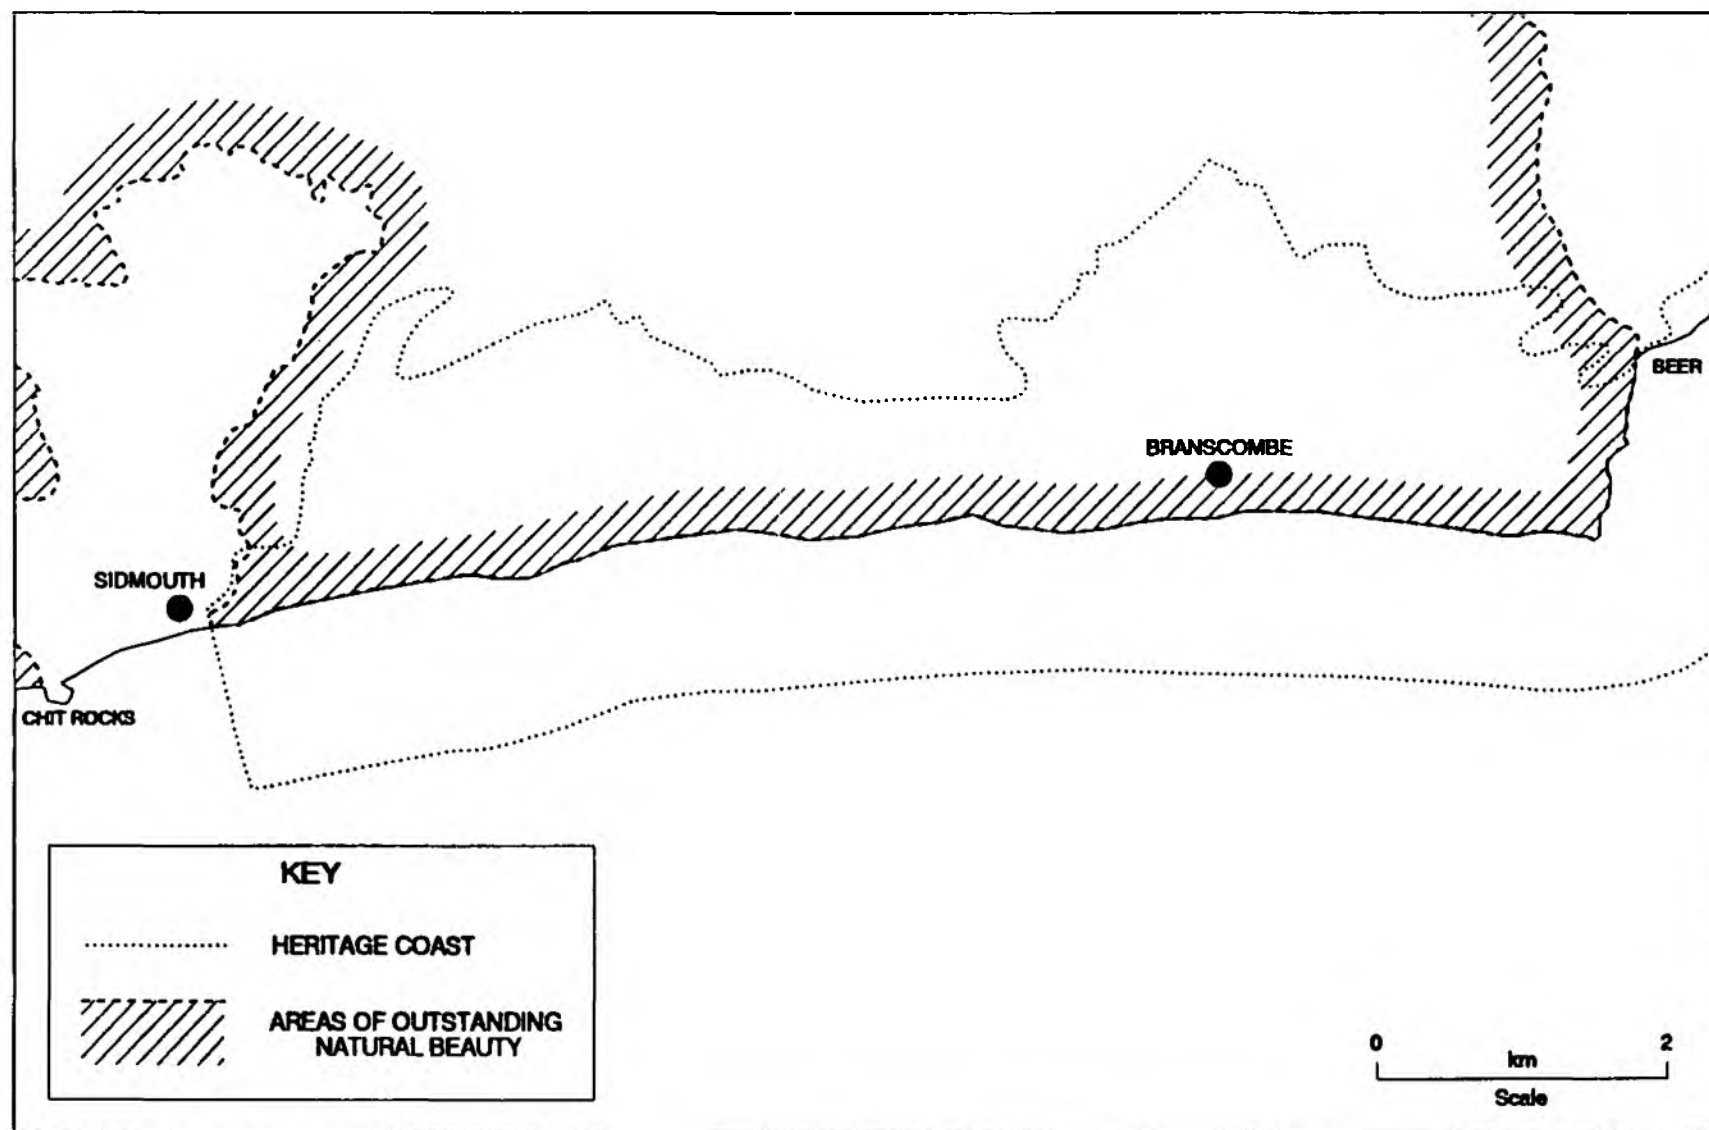 BEER
BRANSCOMBE
SIDMOUTH
CHIT ROCKS
KEY
HERITAGE COAST
AREAS OF OUTSTANDING
NATURAL BEAUTY
0 2
km
Scale